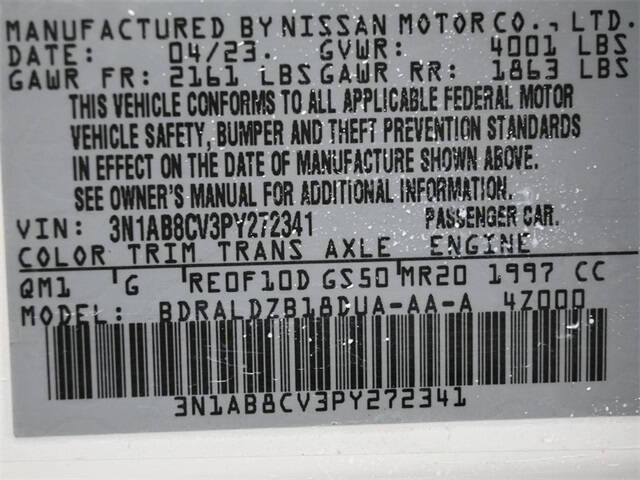 MANUFACTURED BY NISSAN MOTOR CO., LTD.
DATE: 04/23. GVWR: 4001 LBS
GAWR FR: 2161 LBS GAWR RR: 1863 LBS
THIS VEHICLE CONFORMS TO ALL APPLICABLE FEDERAL MOTOR
VEHICLE SAFETY, BUMPER AND THEFT PREVENTION STANDARDS
IN EFFECT ON THE DATE OF MANUFACTURE SHOWN ABOVE.
SEE OWNER'S MANUAL FOR ADDITIONAL INFORMATION.
VIN: 3N1AB8CV3PY272341 PASSENGER CAR.
COLOR TRIM TRANS AXLE ENGINE
QM1 G RE0F10D GS50 MR20 1997 CC
MODEL: BDRALDZB18DUA-AA-A 4Z000
3N1AB8CV3PY272341